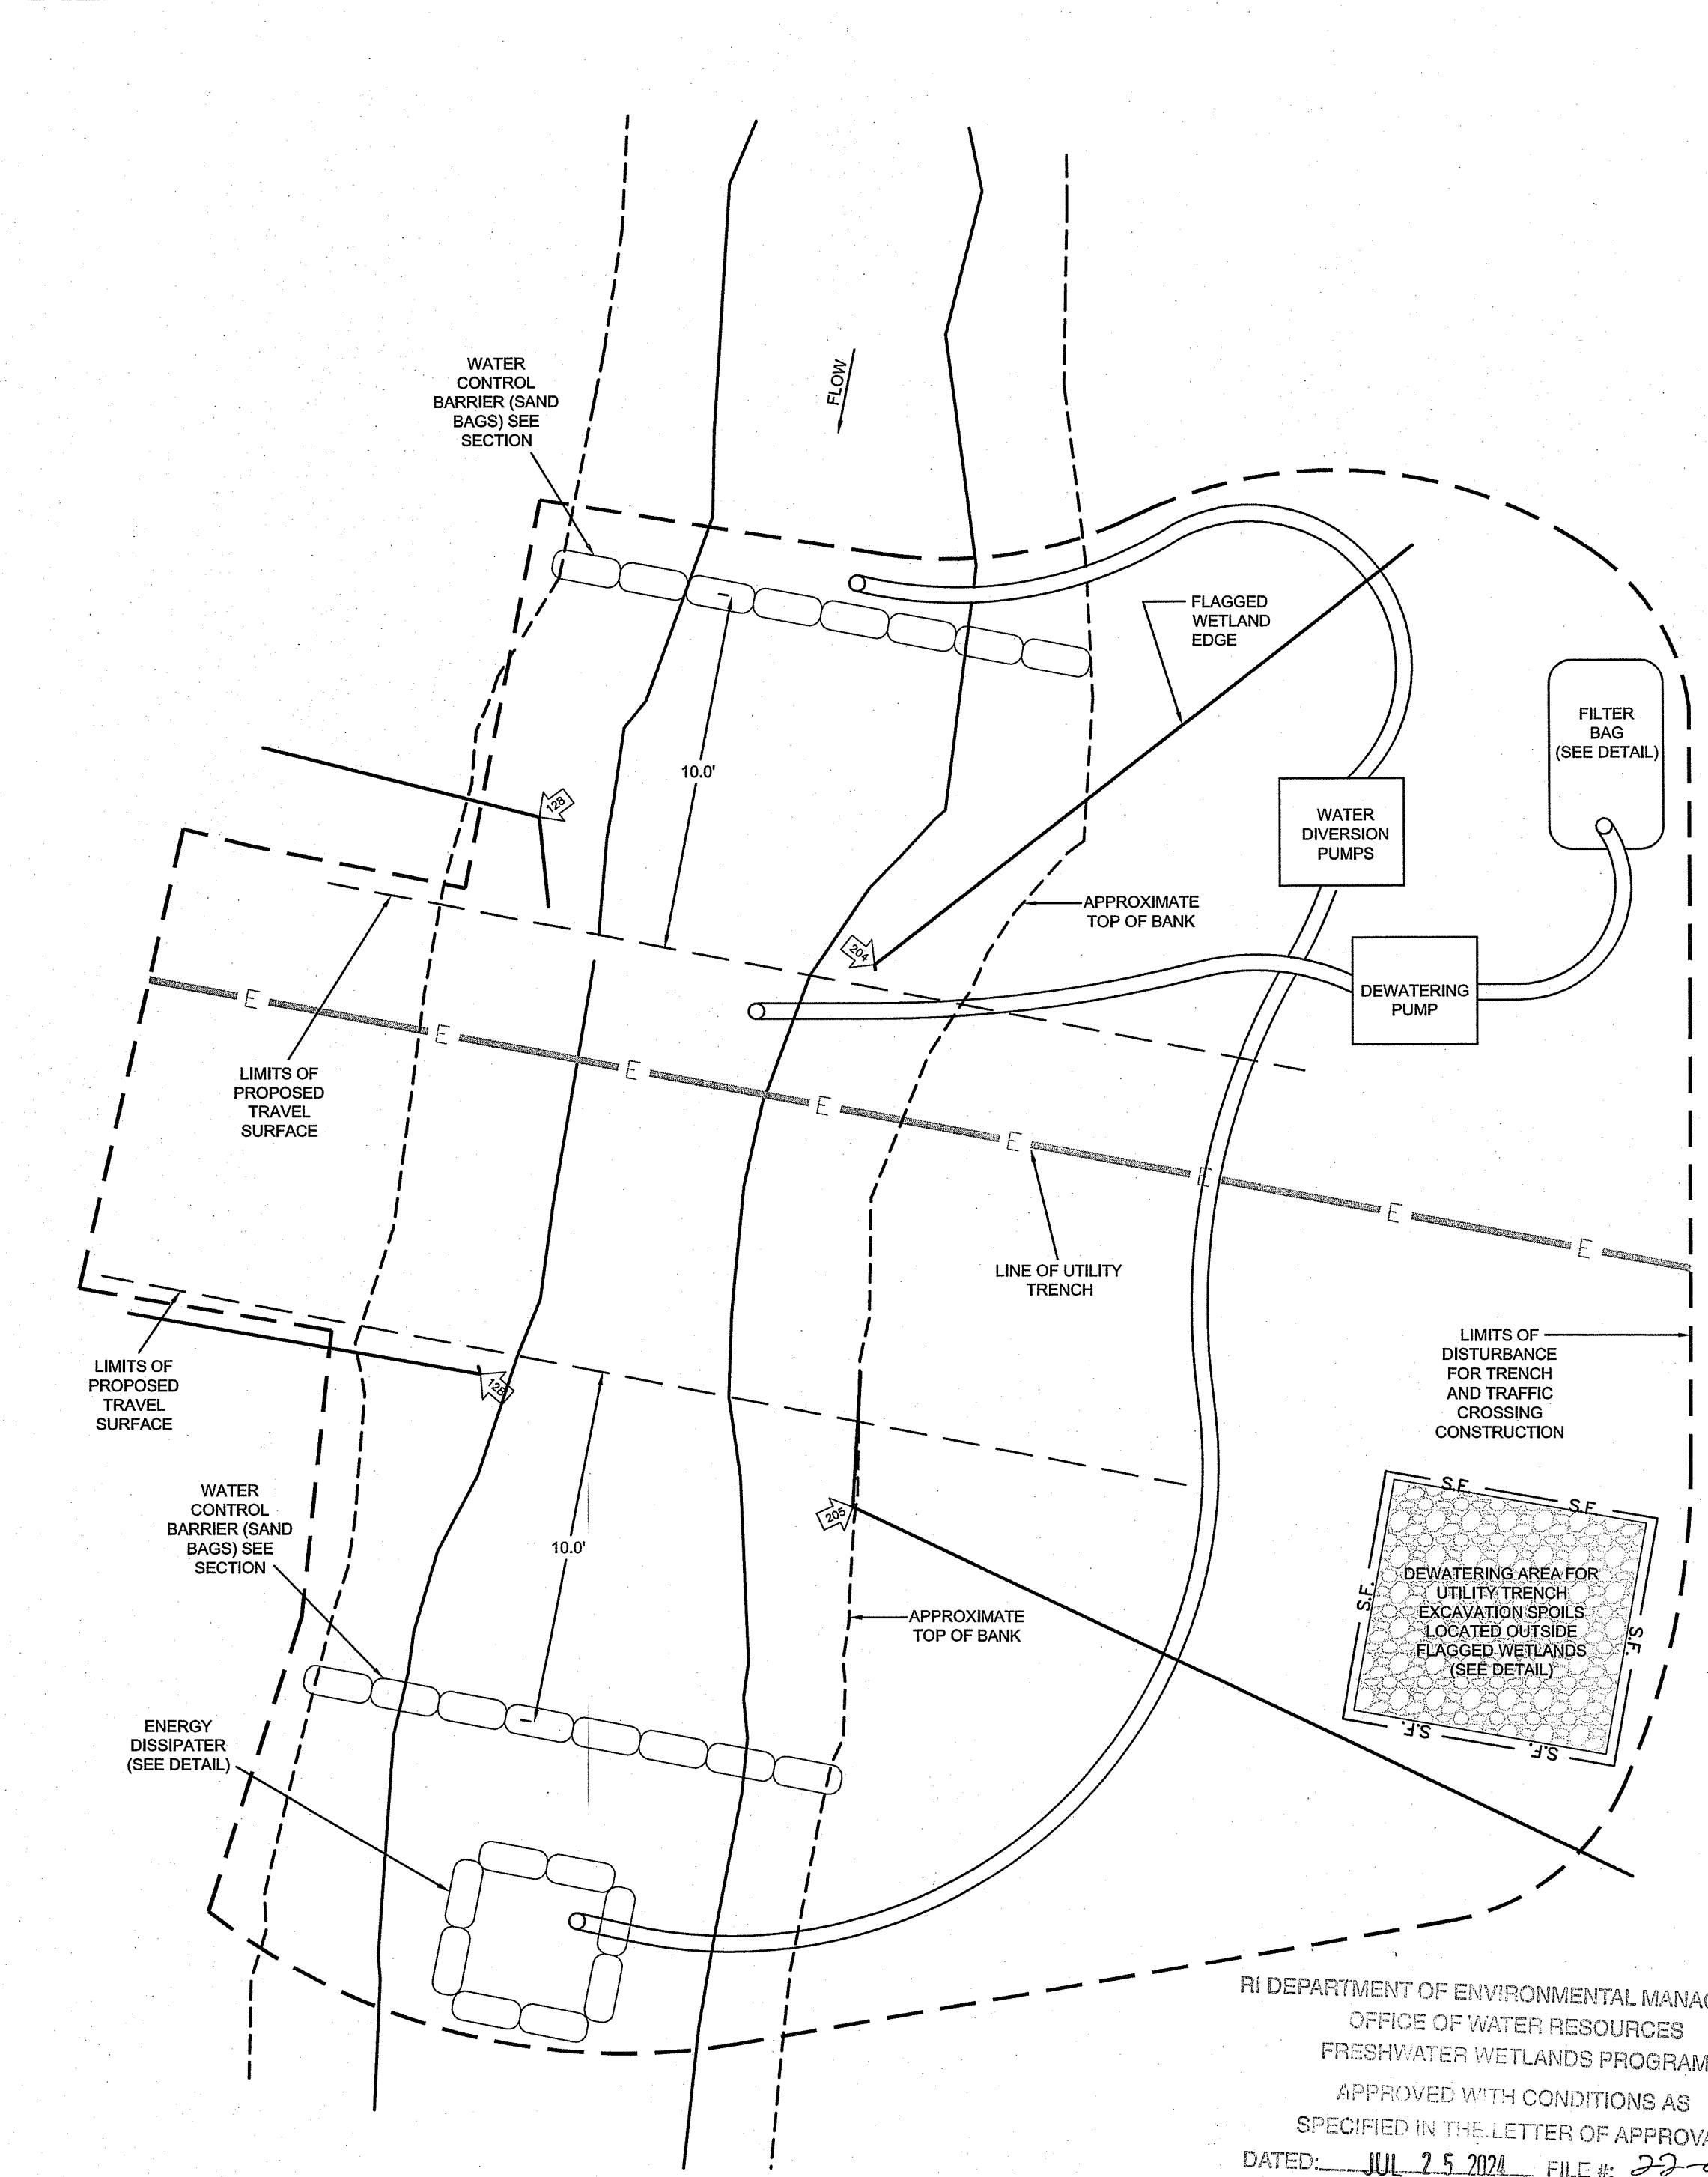 WATER
CONTROL
BARRIER (SAND
BAGS) SEE
SECTION
FLOW
FLAGGED
WETLAND
EDGE
FILTER
BAG
(SEE DETAIL)
10.0'
128
WATER
DIVERSION
PUMPS
APPROXIMATE
TOP OF BANK
204
DEWATERING
PUMP
E
E
E
E
E
E
E
E
LIMITS OF
PROPOSED
TRAVEL
SURFACE
LINE OF UTILITY
TRENCH
LIMITS OF
DISTURBANCE
FOR TRENCH
AND TRAFFIC
CROSSING
CONSTRUCTION
LIMITS OF
PROPOSED
TRAVEL
SURFACE
128
WATER
CONTROL
BARRIER (SAND
BAGS) SEE
SECTION
10.0'
205
S.F.
S.F.
S.F.
DEWATERING AREA FOR
UTILITY TRENCH
EXCAVATION SPOILS
LOCATED OUTSIDE
FLAGGED WETLANDS
(SEE DETAIL)
S.F.
S.F.
S.F.
APPROXIMATE
TOP OF BANK
ENERGY
DISSIPATER
(SEE DETAIL)
RI DEPARTMENT OF ENVIRONMENTAL
OFFICE OF WATER RESOURCES
FRESHWATER WETLANDS PROGRAM
APPROVED WITH CONDITIONS AS
SPECIFIED IN THE LETTER OF
DATED: JUL 25 2024 FILE #: 22-